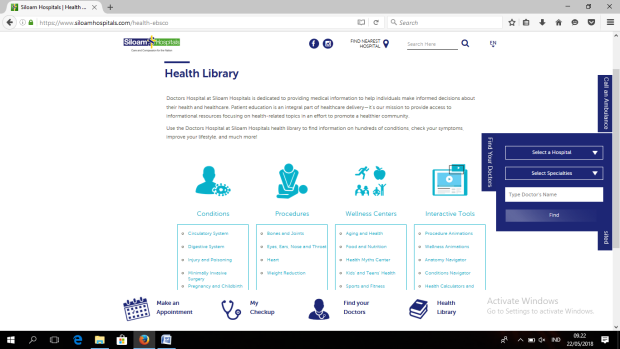 Siloam Hospitals | Health ...
https://www.siloamhospitals.com/health-ebsco
Search
Siloam Hospitals
FIND NEAREST
HOSPITAL
Search Here
EN
Health Library
Doctors Hospital at Siloam Hospitals is dedicated to providing medical information to help individuals make informed decisions about
their health and healthcare. Patient education is an integral part of healthcare delivery—it's our mission to provide access to
informational resources focusing on health-related topics in an effort to promote a healthier community.
Use the Doctors Hospital at Siloam Hospitals health library to find information on hundreds of conditions, check your symptoms,
improve your lifestyle, and much more!
Call an Ambulance
Find Your Doctors
Select a Hospital
Select Specialties
Type Doctor's Name
Find
sited
Conditions
Procedures
Wellness Centers
Interactive Tools
Circulatory System
Digestive System
Injury and Poisoning
Minimally Invasive
Surgery
Pregnancy and Childbirth
Bones and Joints
Eyes, Ears, Nose and Throat
Heart
Weight Reduction
Aging and Health
Food and Nutrition
Health Myths Center
Kids and Teens' Health
Sports and Fitness
Procedure Animations
Wellness Animations
Anatomy Navigator
Conditions Navigator
Health Calculators and
Make an
Appointment
My
Checkup
Find your
Doctors
Health
Library
Activate Windows
Go to Settings to activate Windows.
IND
09.22
22/05/2018